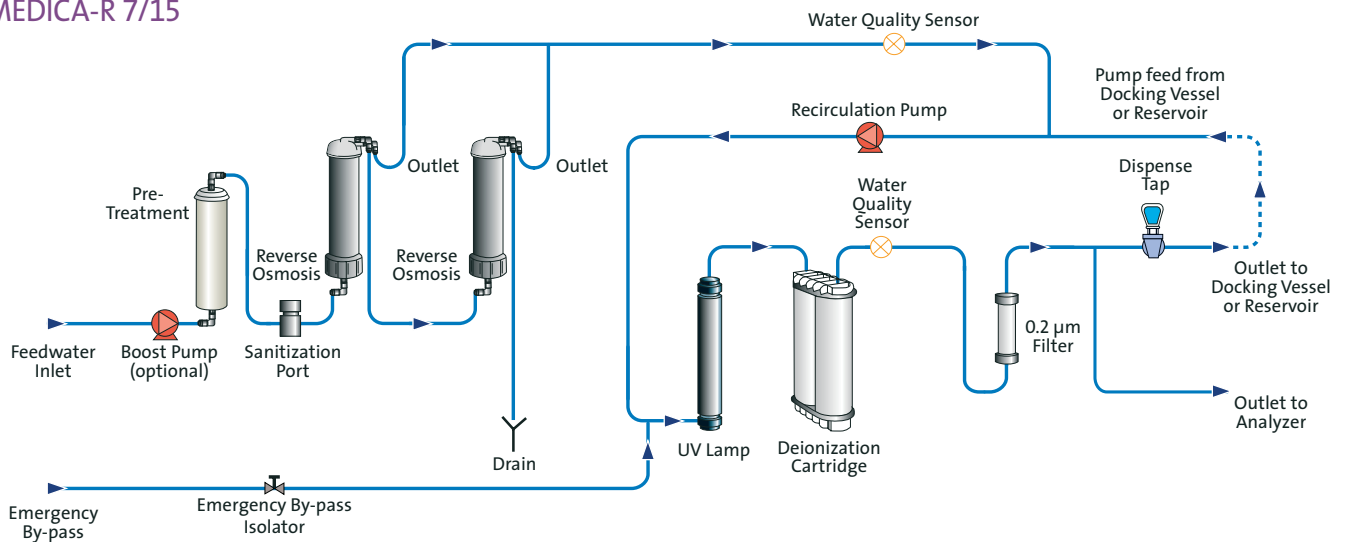 MEDICA-R 7/15
Water Quality Sensor
Pump feed from
Docking Vessel
or Reservoir
Recirculation Pump
Outlet
Outlet
Dispense
Tap
Pre-
Treatment
Water
Quality
Sensor
Reverse
Osmosis
Reverse
Osmosis
Outlet to
Docking Vessel
or Reservoir
0.2 µm
Filter
Feedwater
Inlet
Boost Pump
(optional)
Sanitization
Port
Outlet to
Analyzer
UV Lamp
Deionization
Cartridge
Drain
Emergency
By-pass
Emergency By-pass
Isolator